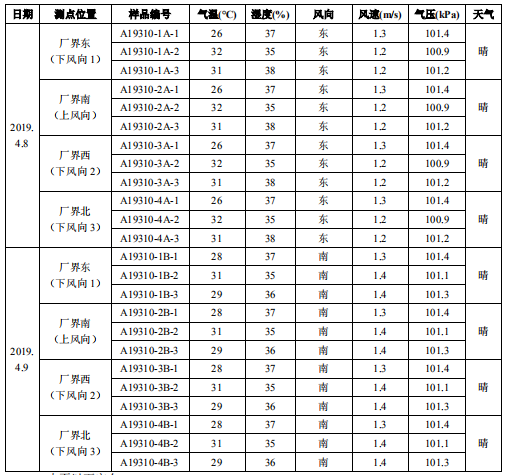 日期 测点位置 样品编号 气温(℃) 湿度(%) 风向 风速(m/s) 气压(kPa) 天气
2019.4.8 厂界东（下风向1） A19310-1A-1 26 37 东 1.3 101.4 晴
A19310-1A-2 32 35 东 1.2 100.9
A19310-1A-3 31 38 东 1.2 101.2
厂界南（上风向） A19310-2A-1 26 37 东 1.3 101.4 晴
A19310-2A-2 32 35 东 1.2 100.9
A19310-2A-3 31 38 东 1.2 101.2
厂界西（下风向2） A19310-3A-1 26 37 东 1.3 101.4 晴
A19310-3A-2 32 35 东 1.2 100.9
A19310-3A-3 31 38 东 1.2 101.2
厂界北（下风向3） A19310-4A-1 26 37 东 1.3 101.4 晴
A19310-4A-2 32 35 东 1.2 100.9
A19310-4A-3 31 38 东 1.2 101.2
2019.4.9 厂界东（下风向1） A19310-1B-1 28 37 南 1.3 101.4 晴
A19310-1B-2 31 35 南 1.4 101.1
A19310-1B-3 29 36 南 1.4 101.3
厂界南（上风向） A19310-2B-1 28 37 南 1.3 101.4 晴
A19310-2B-2 31 35 南 1.4 101.1
A19310-2B-3 29 36 南 1.4 101.3
厂界西（下风向2） A19310-3B-1 28 37 南 1.3 101.4 晴
A19310-3B-2 31 35 南 1.4 101.1
A19310-3B-3 29 36 南 1.4 101.3
厂界北（下风向3） A19310-4B-1 28 37 南 1.3 101.4 晴
A19310-4B-2 31 35 南 1.4 101.1
A19310-4B-3 29 36 南 1.4 101.3